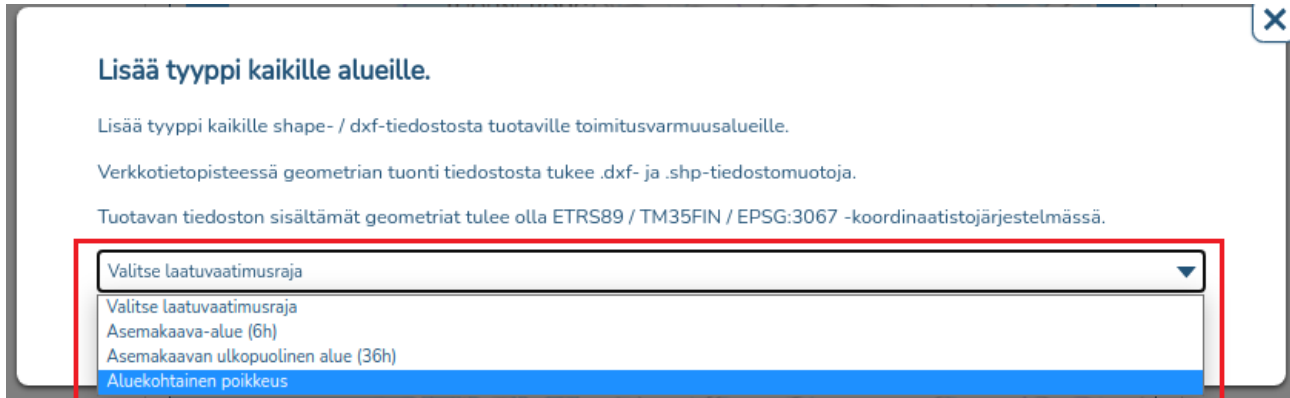 Lisää tyyppi kaikille alueille.
Lisää tyyppi kaikille shape- / dxf-tiedostosta tuotaville toimitusvarmuusalueille.
Verkkotietopisteessä geometrian tuonti tiedostosta tukee .dxf- ja .shp-tiedostomuotoja.
Tuotavan tiedoston sisältämät geometriat tulee olla ETRS89 / TM35FIN / EPSG:3067 -koordinaatistojärjestelmässä.
Valitse laatuvaatimusraja
Valitse laatuvaatimusraja
Asemakaava-alue (6h)
Asemakaavan ulkopuolinen alue (36h)
Aluekohtainen poikkeus